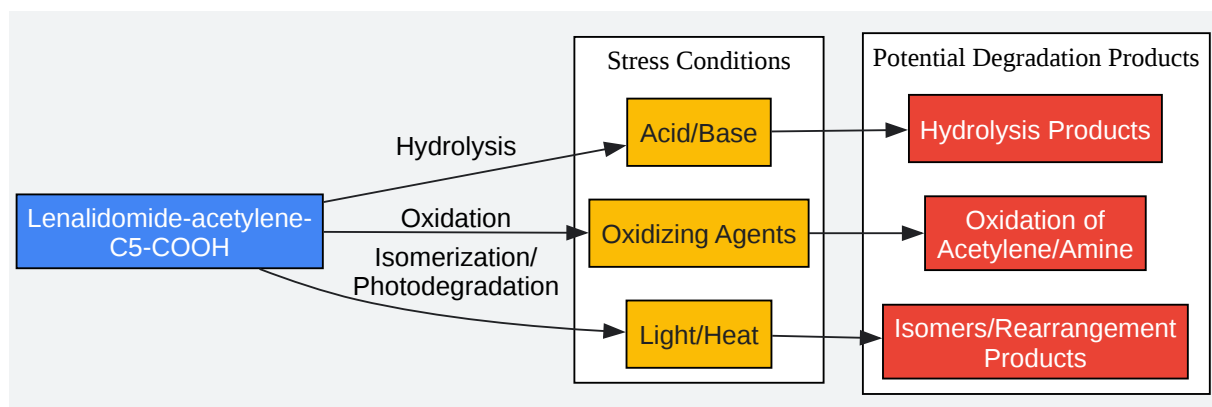 Stress Conditions
Potential Degradation Products
Acid/Base
Hydrolysis Products
Hydrolysis
Lenalidomide-acetylene-
C5-COOH
Oxidation
Oxidizing Agents
Oxidation of
Acetylene/Amine
Isomerization/
Photodegradation
Light/Heat
Isomers/Rearrangement
Products